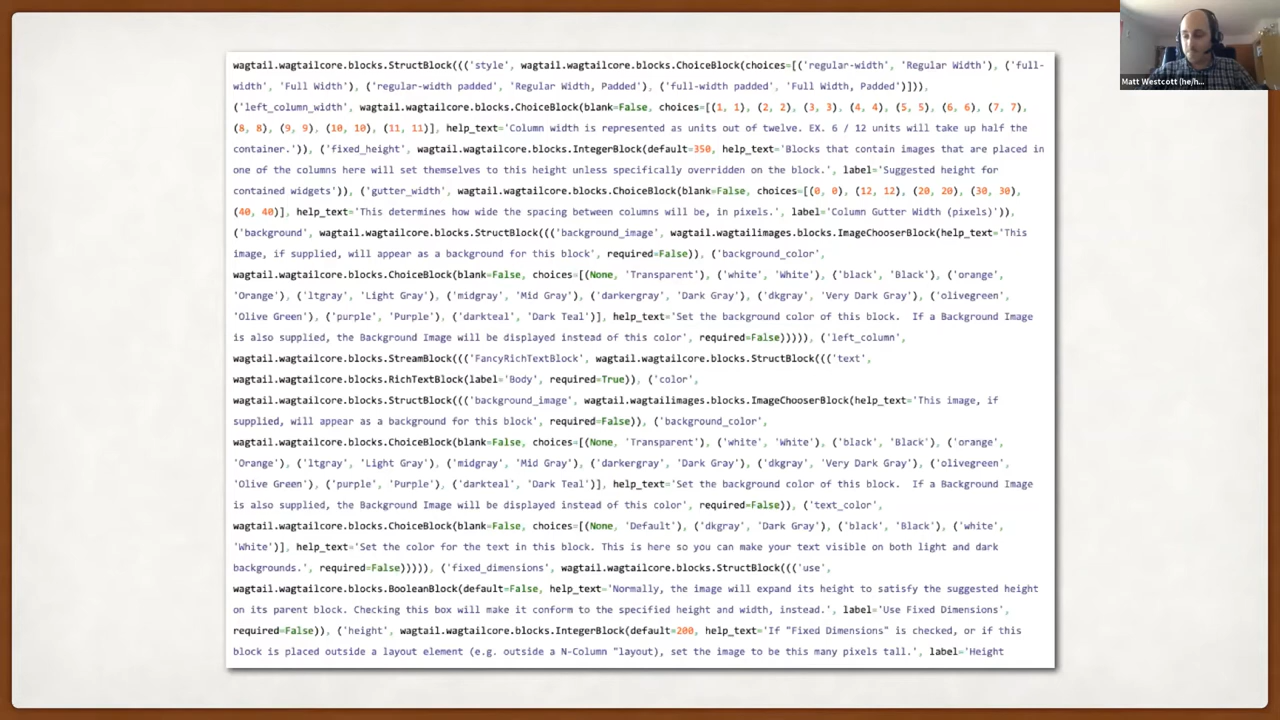 wagtail.wagtailcore.blocks.StructBlock((('style', wagtail.wagtailcore.blocks.ChoiceBlock(choices=[('regular-width', 'Regular Width'), ('full-
width', 'Full Width'), ('regular-width padded', 'Regular Width, Padded'), ('full-width padded', 'Full Width, Padded')])),
('left_column_width', wagtail.wagtailcore.blocks.ChoiceBlock(blank=False, choices=[(1, 1), (2, 2), (3, 3), (4, 4), (5, 5), (6, 6), (7, 7),
(8, 8), (9, 9), (10, 10), (11, 11)], help_text='Column width is represented as units out of twelve. EX. 6 / 12 units will take up half the
container.')), ('fixed_height', wagtail.wagtailcore.blocks.IntegerBlock(default=350, help_text='Blocks that contain images that are placed in
one of the columns here will set themselves to this height unless specifically overridden on the block.', label='Suggested height for
contained widgets')), ('gutter_width', wagtail.wagtailcore.blocks.ChoiceBlock(blank=False, choices=[(0, 0), (12, 12), (20, 20), (30, 30),
(40, 40)], help_text='This determines how wide the spacing between columns will be, in pixels.', label='Column Gutter Width (pixels)')),
('background', wagtail.wagtailcore.blocks.StructBlock((('background_image', wagtail.wagtailimages.blocks.ImageChooserBlock(help_text='This
image, if supplied, will appear as a background for this block', required=False)), ('background_color',
wagtail.wagtailcore.blocks.ChoiceBlock(blank=False, choices=[(None, 'Transparent'), ('white', 'White'), ('black', 'Black'), ('orange',
'Orange'), ('ltgray', 'Light Gray'), ('midgray', 'Mid Gray'), ('darkergray', 'Dark Gray'), ('dkgray', 'Very Dark Gray'), ('olivegreen',
'Olive Green'), ('purple', 'Purple'), ('darkteal', 'Dark Teal')], help_text='Set the background color of this block.  If a Background Image
is also supplied, the Background Image will be displayed instead of this color', required=False))))), ('left_column',
wagtail.wagtailcore.blocks.StreamBlock((('FancyRichTextBlock', wagtail.wagtailcore.blocks.StructBlock((('text',
wagtail.wagtailcore.blocks.RichTextBlock(label='Body', required=True)), ('color',
wagtail.wagtailcore.blocks.StructBlock((('background_image', wagtail.wagtailimages.blocks.ImageChooserBlock(help_text='This image, if
supplied, will appear as a background for this block', required=False)), ('background_color',
wagtail.wagtailcore.blocks.ChoiceBlock(blank=False, choices=[(None, 'Transparent'), ('white', 'White'), ('black', 'Black'), ('orange',
'Orange'), ('ltgray', 'Light Gray'), ('midgray', 'Mid Gray'), ('darkergray', 'Dark Gray'), ('dkgray', 'Very Dark Gray'), ('olivegreen',
'Olive Green'), ('purple', 'Purple'), ('darkteal', 'Dark Teal')], help_text='Set the background color of this block.  If a Background Image
is also supplied, the Background Image will be displayed instead of this color', required=False)), ('text_color',
wagtail.wagtailcore.blocks.ChoiceBlock(blank=False, choices=[(None, 'Default'), ('dkgray', 'Dark Gray'), ('black', 'Black'), ('white',
'White')], help_text='Set the color for the text in this block. This is here so you can make your text visible on both light and dark
backgrounds.', required=False))))), ('fixed_dimensions', wagtail.wagtailcore.blocks.StructBlock((('use',
wagtail.wagtailcore.blocks.BooleanBlock(default=False, help_text='Normally, the image will expand its height to satisfy the suggested height
on its parent block. Checking this box will make it conform to the specified height and width, instead.', label='Use Fixed Dimensions',
required=False)), ('height', wagtail.wagtailcore.blocks.IntegerBlock(default=200, help_text='If "Fixed Dimensions" is checked, or if this
block is placed outside a layout element (e.g. outside a N-Column "layout), set the image to be this many pixels tall.', label='Height
Matt Westcott (he/h...